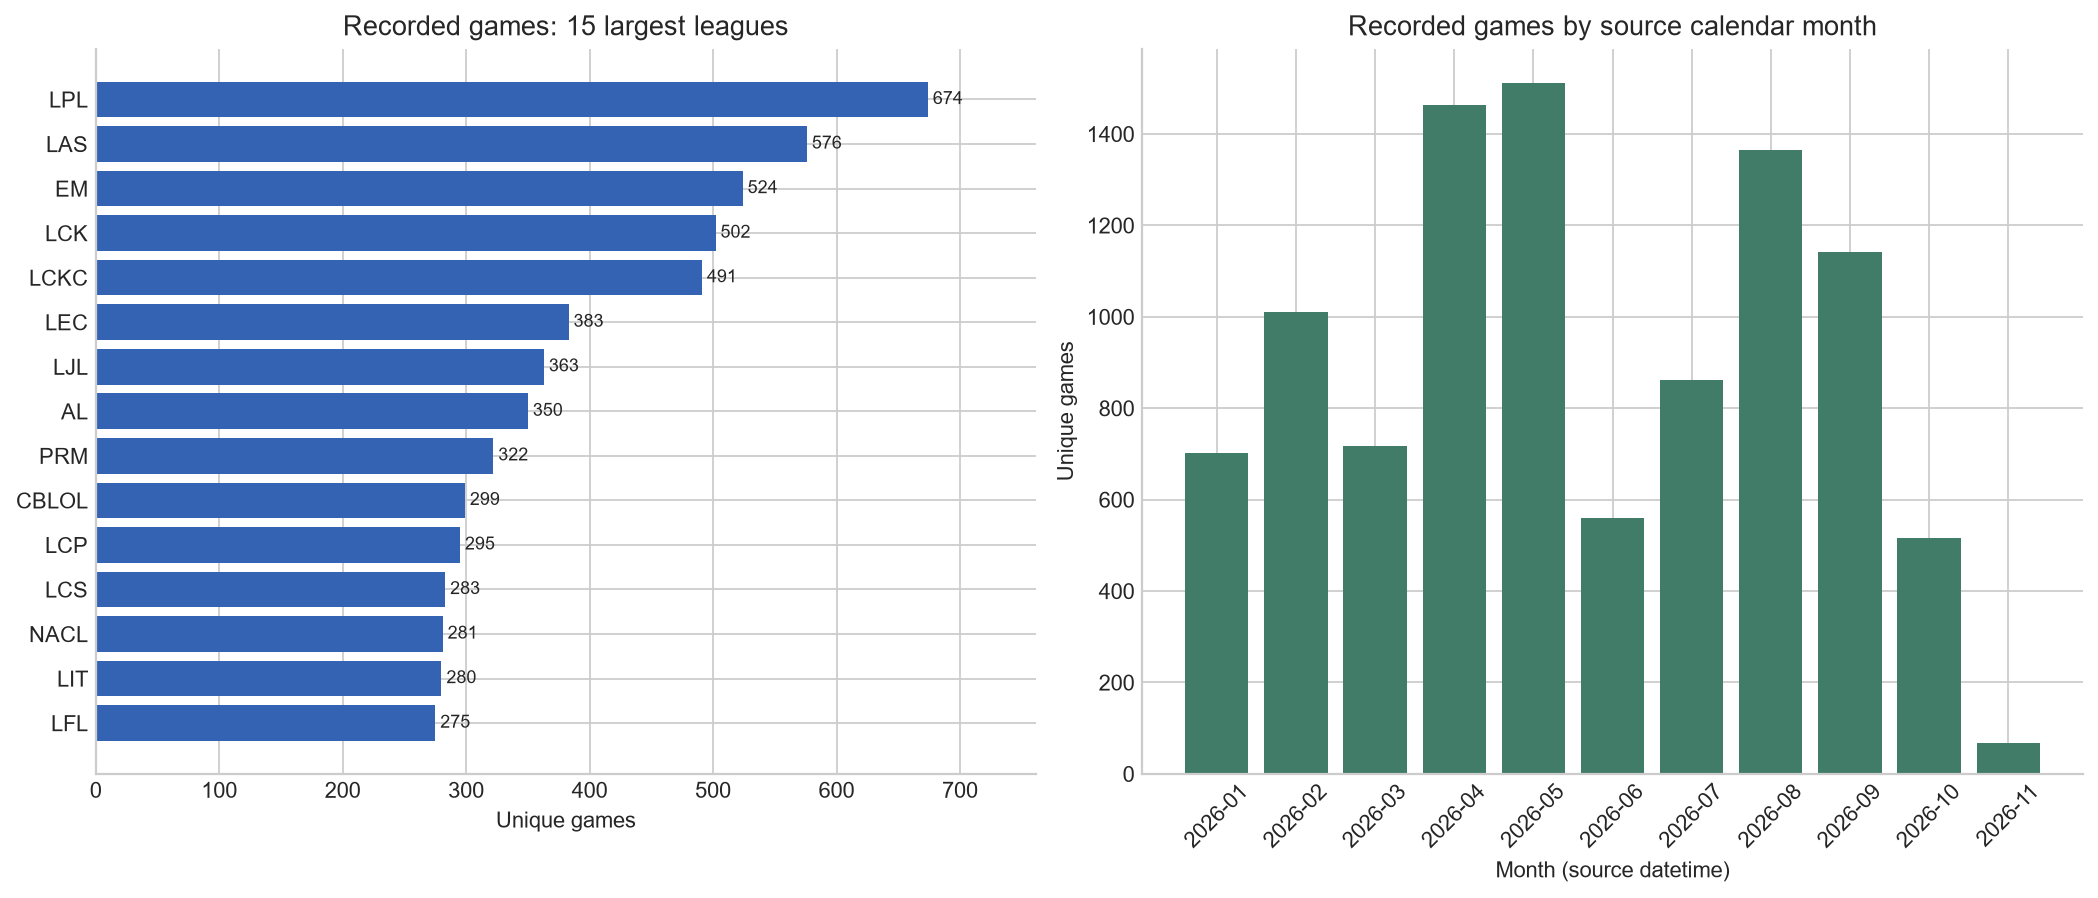 Recorded games: 15 largest leagues
LPL 674
LAS 576
EM 524
LCK 502
LCKC 491
LEC 383
LJL 363
AL 350
PRM 322
CBLOL 299
LCP 295
LCS 283
NACL 281
LIT 280
LFL 275
0 100 200 300 400 500 600 700
Unique games
Recorded games by source calendar month
Unique games
1400
1200
1000
800
600
400
200
0
2026-01 2026-02 2026-03 2026-04 2026-05 2026-06 2026-07 2026-08 2026-09 2026-10 2026-11
Month (source datetime)